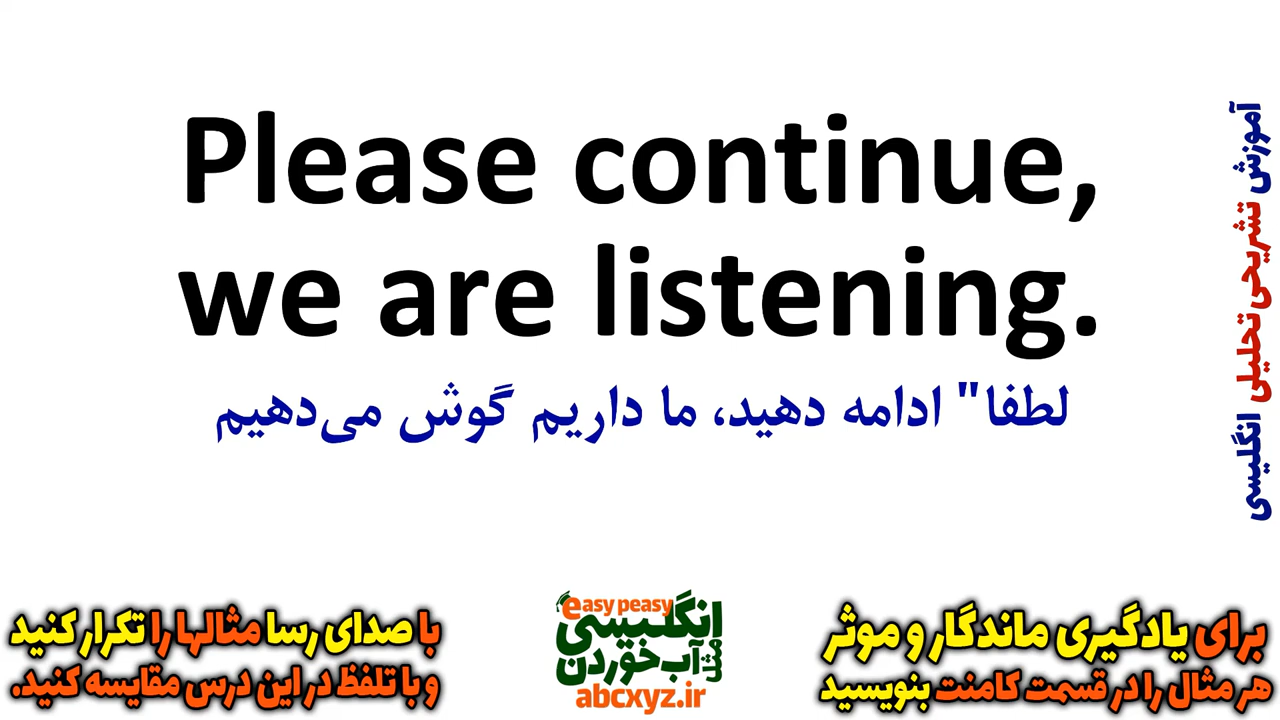 Please continue,
we are listening.
لطفا" ادامه دهید، ما داریم گوش می‌دهیم
آموزش تشریحی تحلیلی انگلیسی
برای یادگیری ماندگار و موثر
هر مثال را در قسمت کامنت بنویسید
easy peasy
انگلیسی
مثل آب خوردن
abcxyz.ir
با صدای رسا مثالها را تکرار کنید
و با تلفظ در این درس مقایسه کنید.